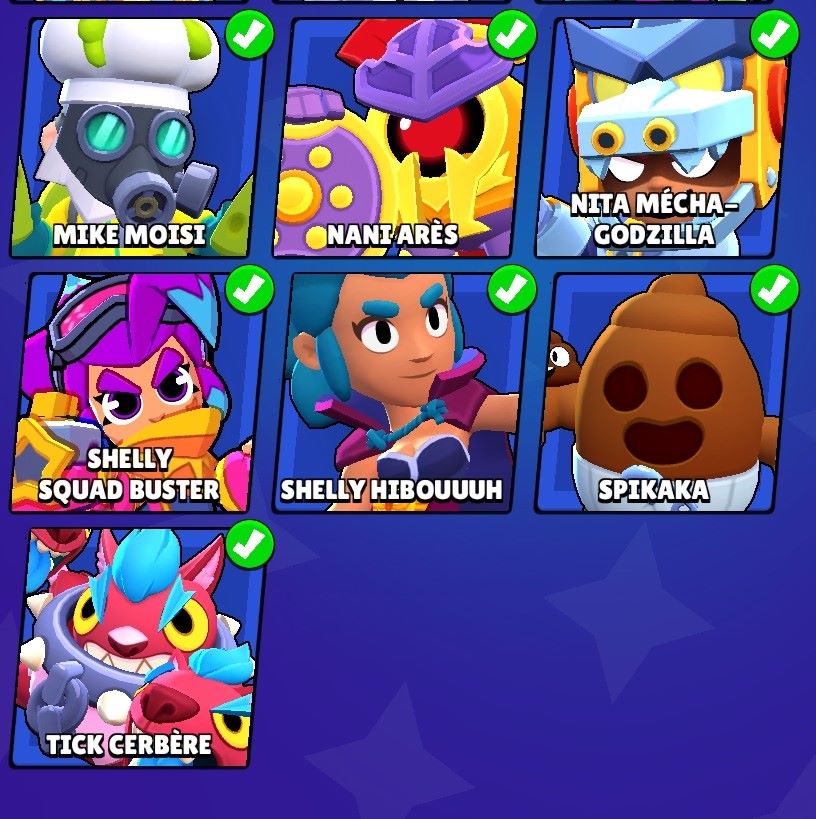 MIKE MOISI
NANI ARÈS
NITA MÉCHA-
GODZILLA
SHELLY
SQUAD BUSTER
SHELLY HIBOUUUH
SPIKAKA
TICK CERBÈRE